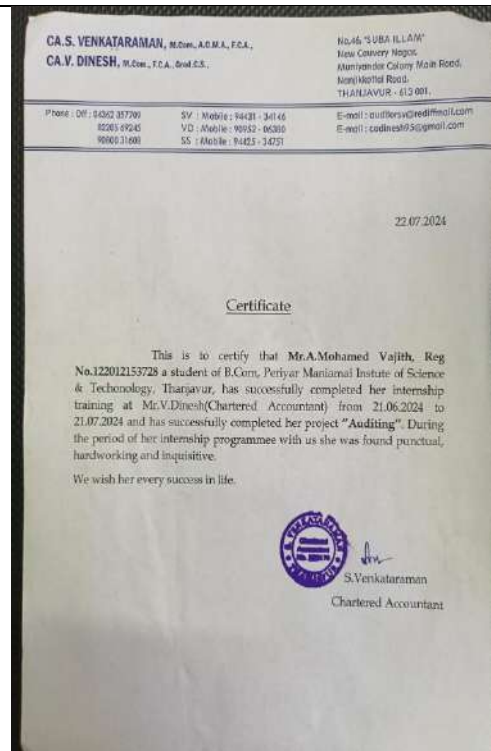 CA.S. VENKATARAMAN, M.Com., A.C.M.A., F.C.A.,
CA.V. DINESH, M.Com., F.C.A., Grad.C.S.,
No.46 "SUBA ILLAM"
New Cauvery Nagar,
Muniyandar Colony Main Road,
Nanjikkottai Road,
THANJAVUR - 613 001.
Phone : Off : 04362 357709
90800 31608
SV : Mobile : 94431 - 34146
VD : Mobile : 90952 - 06300
SS : Mobile : 94425 - 34751
E-mail : auditorsv@rediffmail.com
E-mail : cadinesh95@gmail.com
22.07.2024
Certificate
This is to certify that Mr.A.Mohamed Vajith, Reg
No.122012153728 a student of B.Com, Periyar Maniamai Instute of Science
& Techonology, Thanjavur, has successfully completed her internship
training at Mr.V.Dinesh(Chartered Accountant) from 21.06.2024 to
21.07.2024 and has successfully completed her project "Auditing". During
the period of her internship programmee with us she was found punctual,
hardworking and inquisitive.
We wish her every success in life.
S. VENKATARAMAN
THANJAVUR
S.Venkataraman
Chartered Accountant